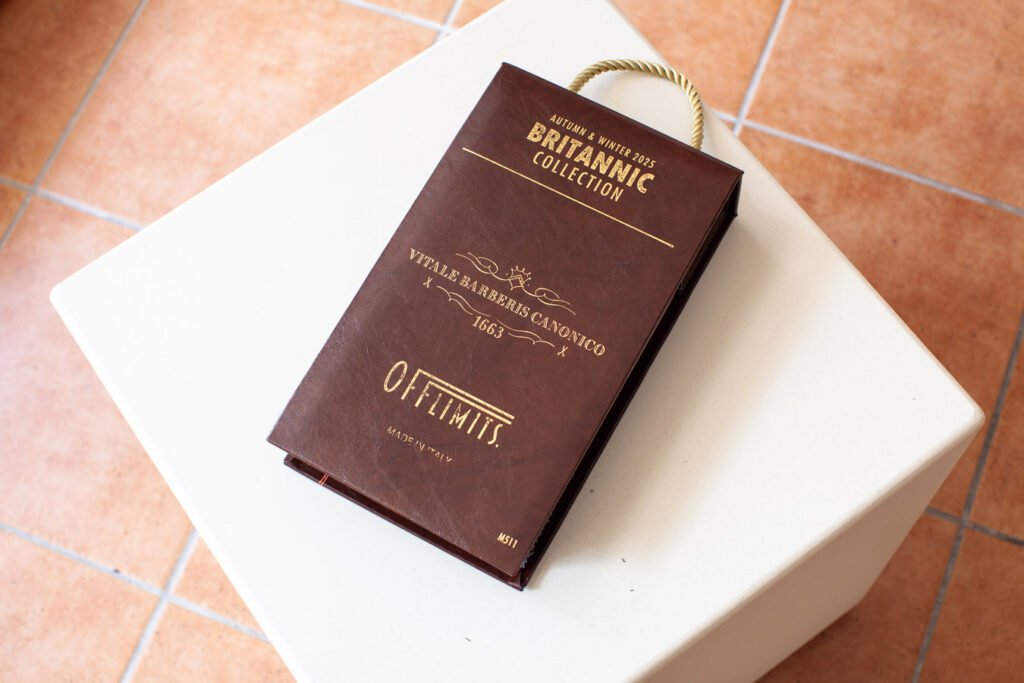 AUTUMN & WINTER 2025
BRITANNIC
COLLECTION
VITALE BARBERIS CANONICO
1663
OFFLIMITS.
MADE IN ITALY
M511